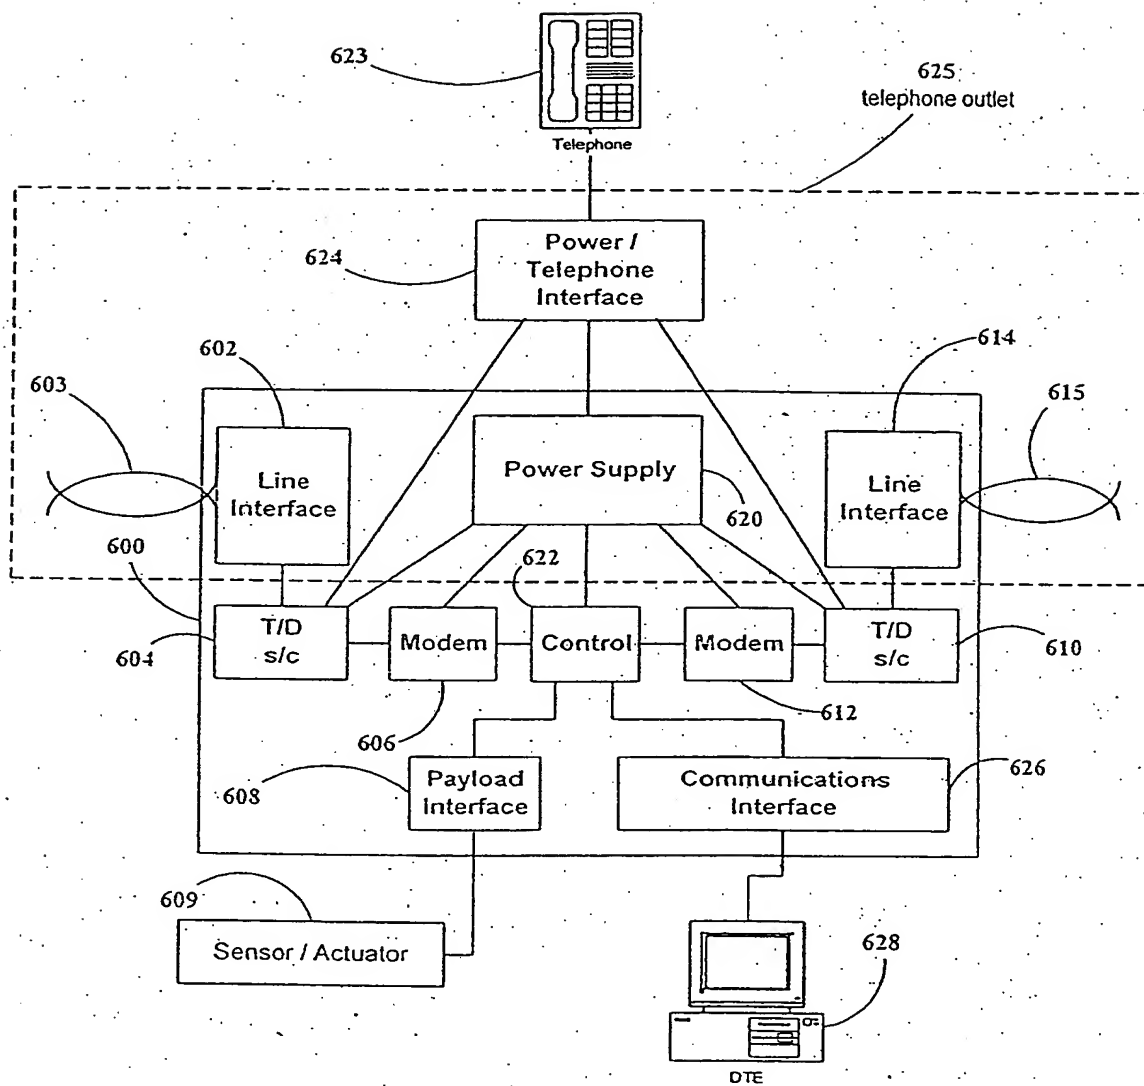 623
Telephone
625
telephone outlet
624
Power /
Telephone
Interface
602
614
603
615
Line
Interface
Power Supply
Line
Interface
620
600
622
604
T/D
s/c
Modem
Control
Modem
T/D
s/c
610
606
612
608
Payload
Interface
Communications
Interface
626
609
Sensor / Actuator
628
DTE